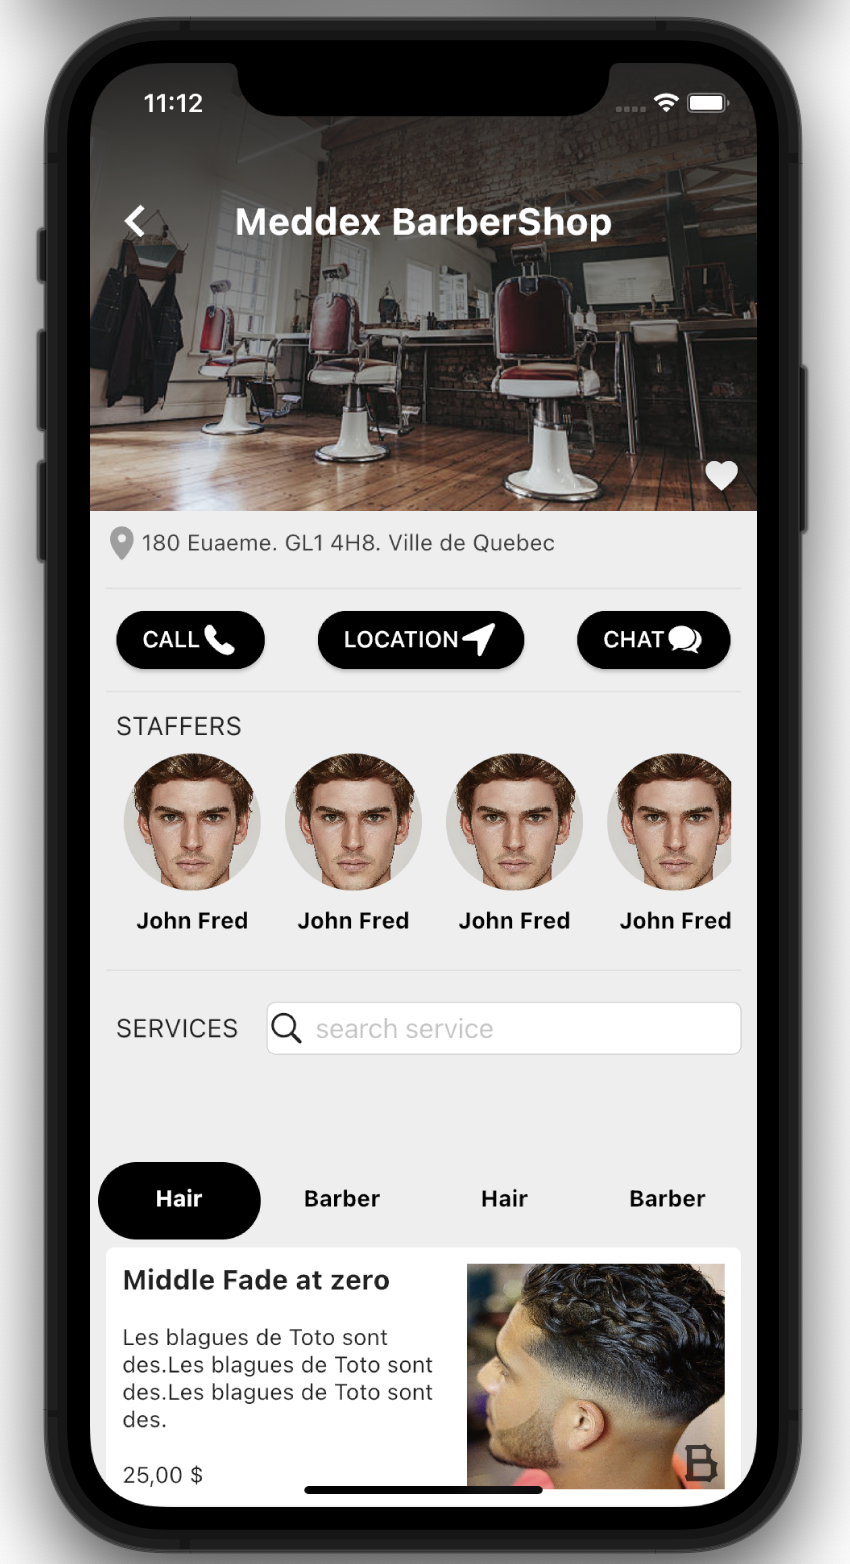 11:12
Meddex BarberShop
180 Euaeme. GL1 4H8. Ville de Quebec
CALL
LOCATION
CHAT
STAFFERS
John Fred
John Fred
John Fred
John Fred
SERVICES
search service
Hair
Barber
Hair
Barber
Middle Fade at zero
Les blagues de Toto sont
des.Les blagues de Toto sont
des.Les blagues de Toto sont
des.
25,00 $
B